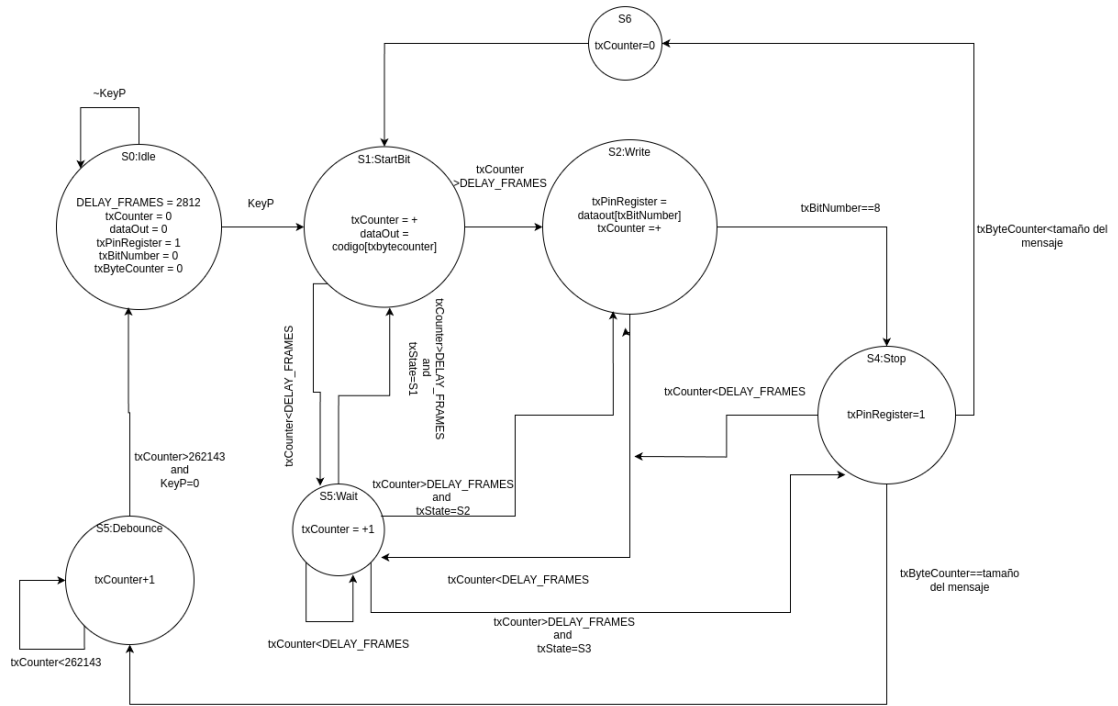 S6
txCounter=0
~KeyP
S0:Idle
DELAY_FRAMES = 2812
txCounter = 0
dataOut = 0
txPinRegister = 1
txBitNumber = 0
txByteCounter = 0
KeyP
S1:StartBit
txCounter = +
dataOut =
codigo[txbytecounter]
txCounter
>DELAY_FRAMES
S2:Write
txPinRegister =
dataout[txBitNumber]
txCounter =+
txBitNumber==8
txByteCounter<tamaño del
mensaje
S4:Stop
txPinRegister=1
txCounter<DELAY_FRAMES
txCounter<DELAY_FRAMES
txCounter>DELAY_FRAMES
and
txState=S1
txCounter>262143
and
KeyP=0
S5:Debounce
txCounter+1
txCounter<262143
S5:Wait
txCounter = +1
txCounter>DELAY_FRAMES
and
txState=S2
txCounter<DELAY_FRAMES
txCounter<DELAY_FRAMES
txCounter>DELAY_FRAMES
and
txState=S3
txByteCounter==tamaño
del mensaje